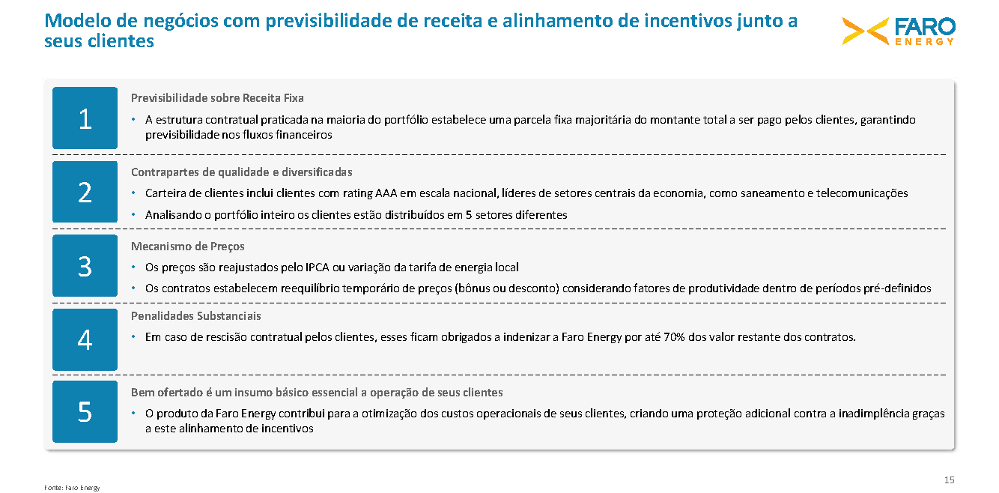 Modelo de negócios com previsibilidade de receita e alinhamento de incentivos junto a
seus clientes
FARO
ENERGY
1
Previsibilidade sobre Receita Fixa
• A estrutura contratual praticada na maioria do portfólio estabelece uma parcela fixa majoritária do montante total a ser pago pelos clientes, garantindo
previsibilidade nos fluxos financeiros
2
Contrapartes de qualidade e diversificadas
• Carteira de clientes inclui clientes com rating AAA em escala nacional, líderes de setores centrais da economia, como saneamento e telecomunicações
• Analisando o portfólio inteiro os clientes estão distribuídos em 5 setores diferentes
3
Mecanismo de Preços
• Os preços são reajustados pelo IPCA ou variação da tarifa de energia local
• Os contratos estabelecem reequilíbrio temporário de preços (bônus ou desconto) considerando fatores de produtividade dentro de períodos pré-definidos
4
Penalidades Substanciais
• Em caso de rescisão contratual pelos clientes, esses ficam obrigados a indenizar a Faro Energy por até 70% dos valor restante dos contratos.
5
Bem ofertado é um insumo básico essencial a operação de seus clientes
• O produto da Faro Energy contribui para a otimização dos custos operacionais de seus clientes, criando uma proteção adicional contra a inadimplência graças
a este alinhamento de incentivos
Fonte: Faro Energy
15